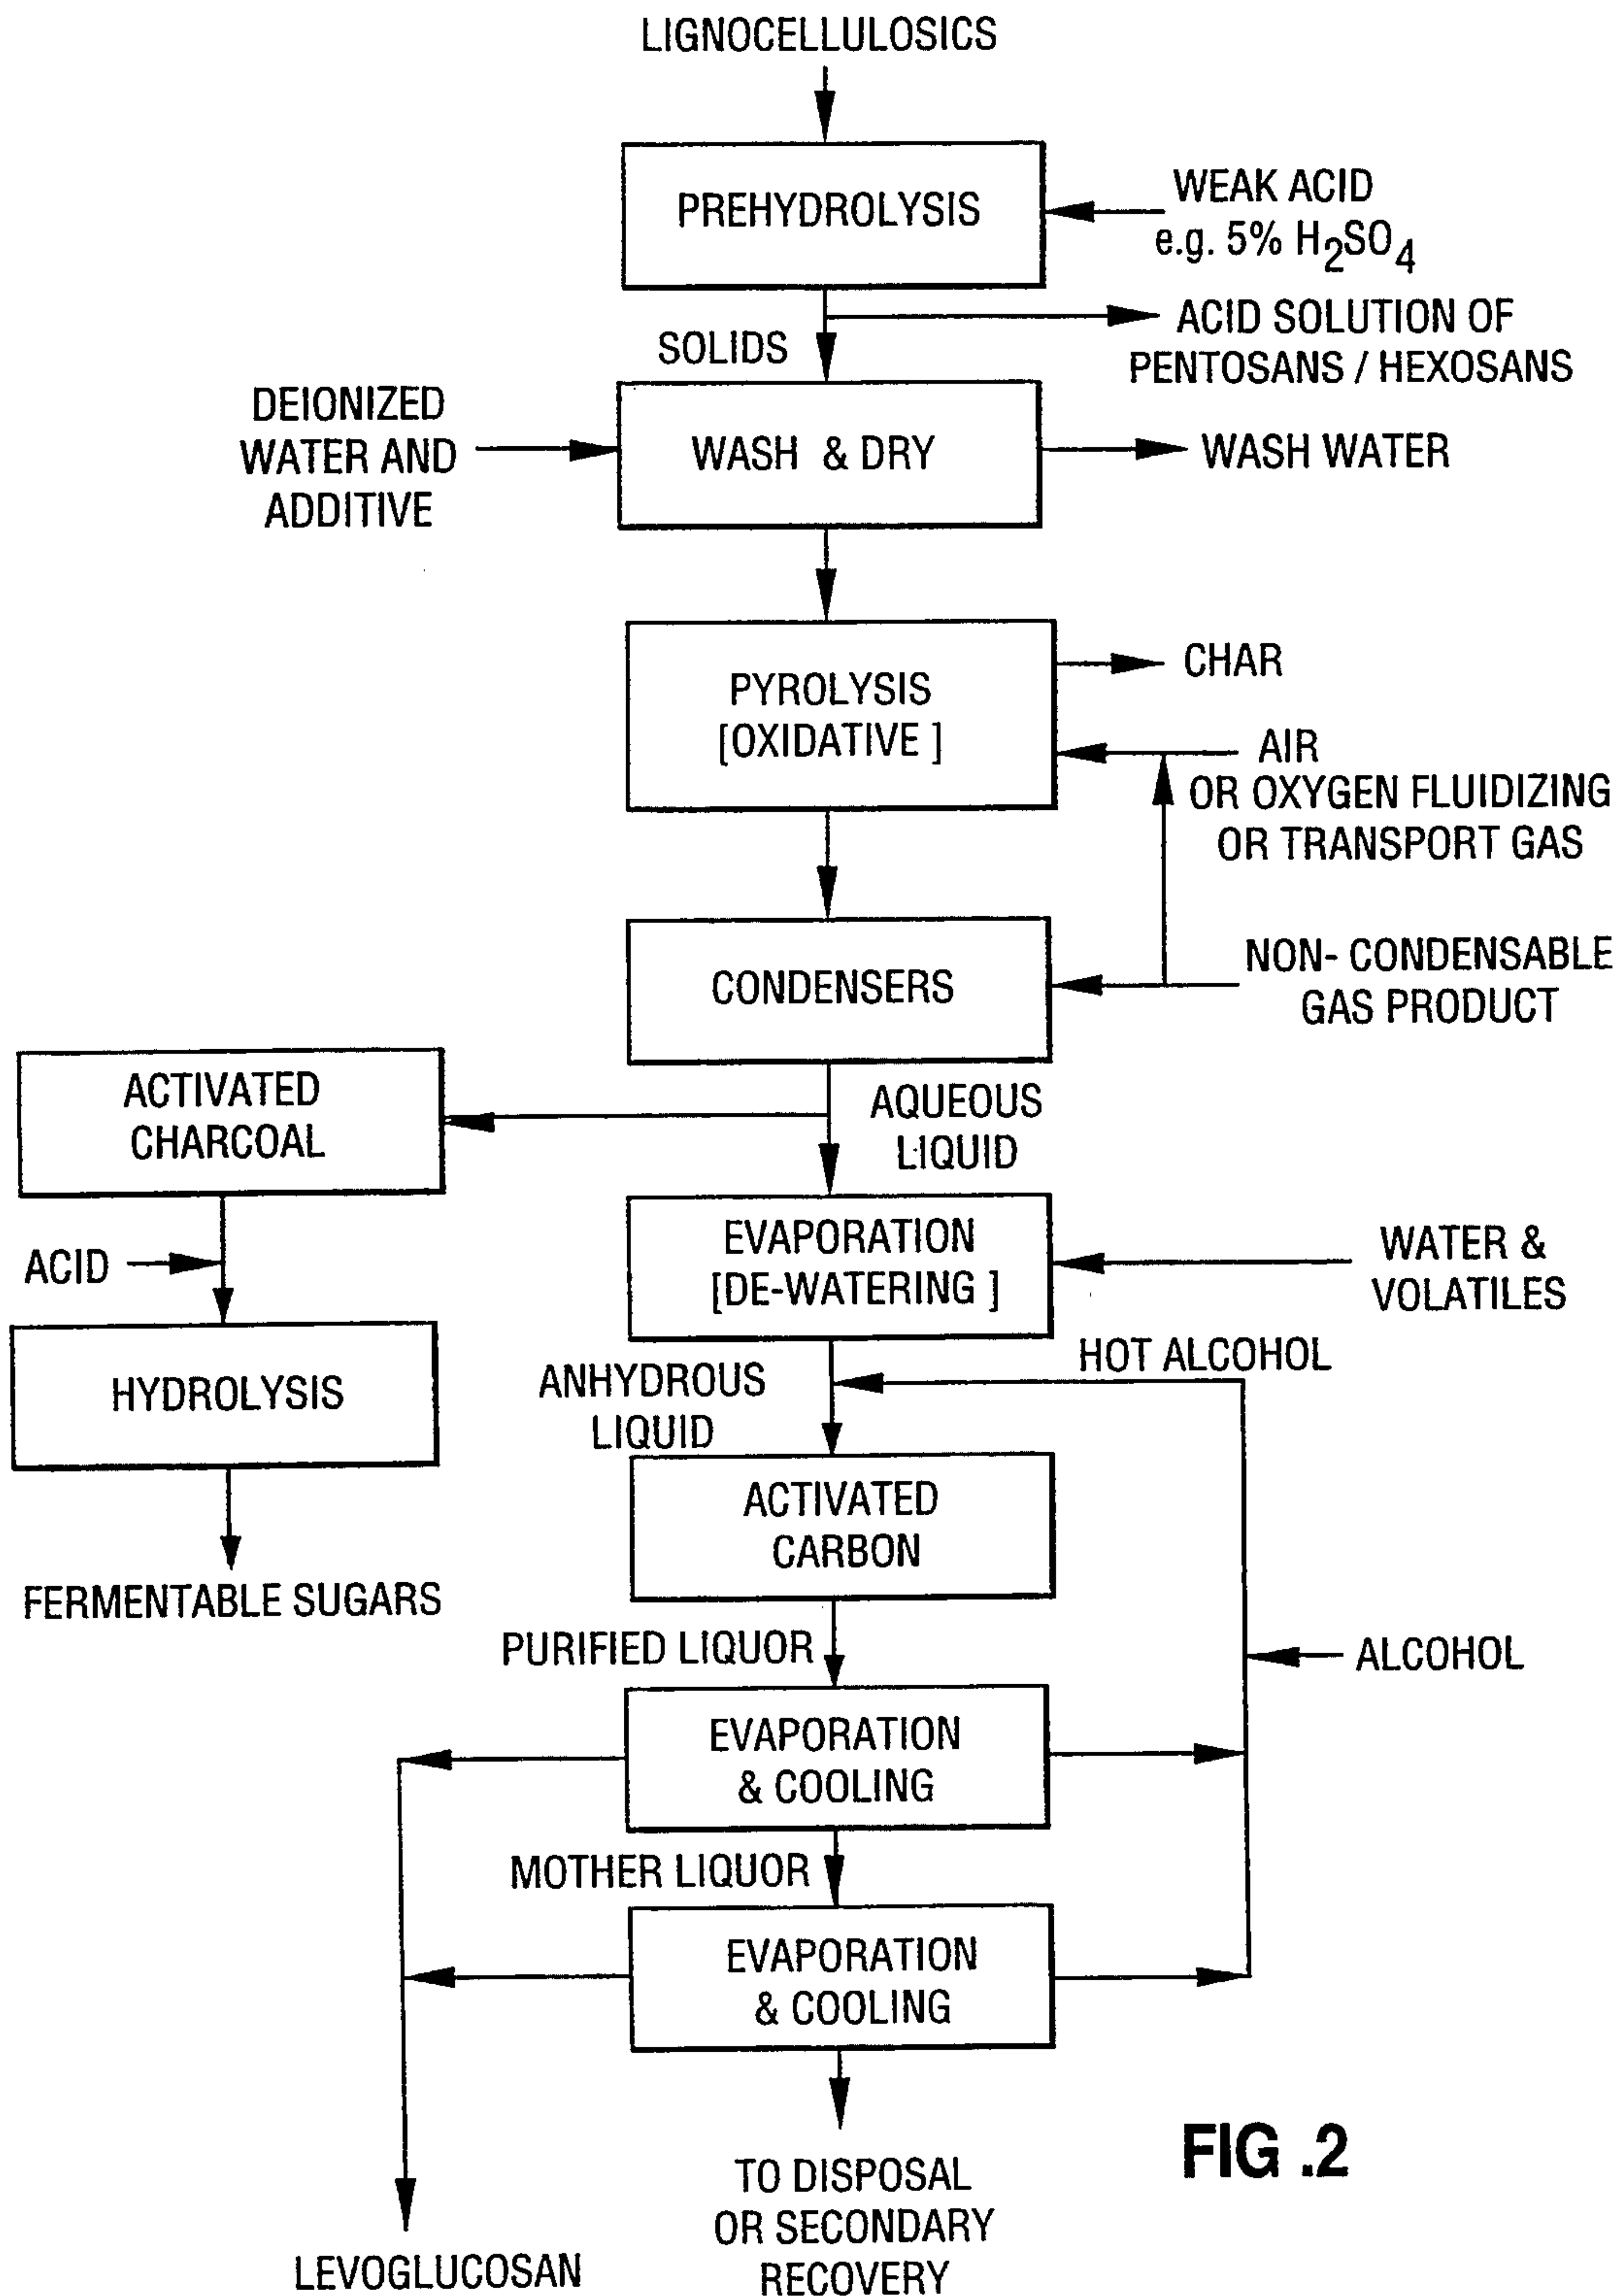 LIGNOCELLULOSICS
PREHYDROLYSIS
WEAK ACID
e.g. 5% H₂SO₄
SOLIDS
ACID SOLUTION OF
PENTOSANS / HEXOSANS
DEIONIZED
WATER AND
ADDITIVE
WASH & DRY
WASH WATER
PYROLYSIS
[OXIDATIVE ]
CHAR
AIR
OR OXYGEN FLUIDIZING
OR TRANSPORT GAS
CONDENSERS
NON- CONDENSABLE
GAS PRODUCT
ACTIVATED
CHARCOAL
AQUEOUS
LIQUID
ACID
EVAPORATION
[DE-WATERING ]
WATER &
VOLATILES
HYDROLYSIS
ANHYDROUS
LIQUID
HOT ALCOHOL
ACTIVATED
CARBON
FERMENTABLE SUGARS
PURIFIED LIQUOR
ALCOHOL
EVAPORATION
& COOLING
MOTHER LIQUOR
EVAPORATION
& COOLING
LEVOGLUCOSAN
TO DISPOSAL
OR SECONDARY
RECOVERY
FIG .2